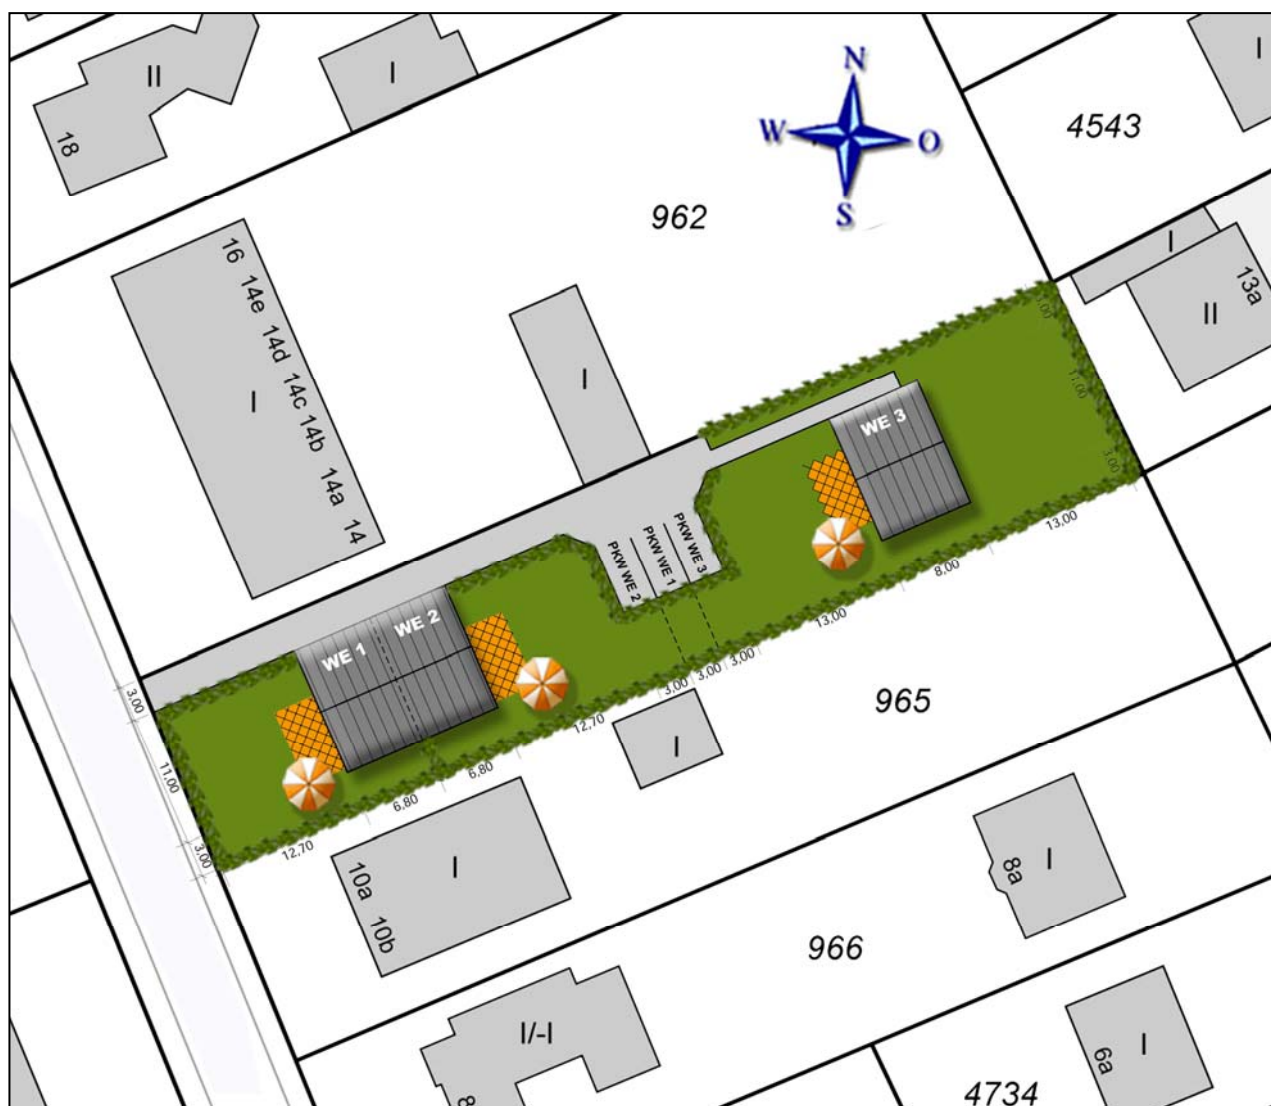 N
W
O
S
II
18
I
4543
I
962
I
13a
II
16
14e
14d
14c
14b
14a
14
I
I
1,00
11,00
3,00
WE 3
PKW WE 3
PKW WE 1
PKW WE 2
WE 2
WE 1
13,00
8,00
13,00
3,00
3,00
3,00
12,70
6,80
6,80
12,70
3,00
11,00
3,00
965
I
10a
10b
I
8a
I
966
I/-I
8
6a
I
4734